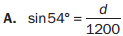 A. sin54° = d/1200